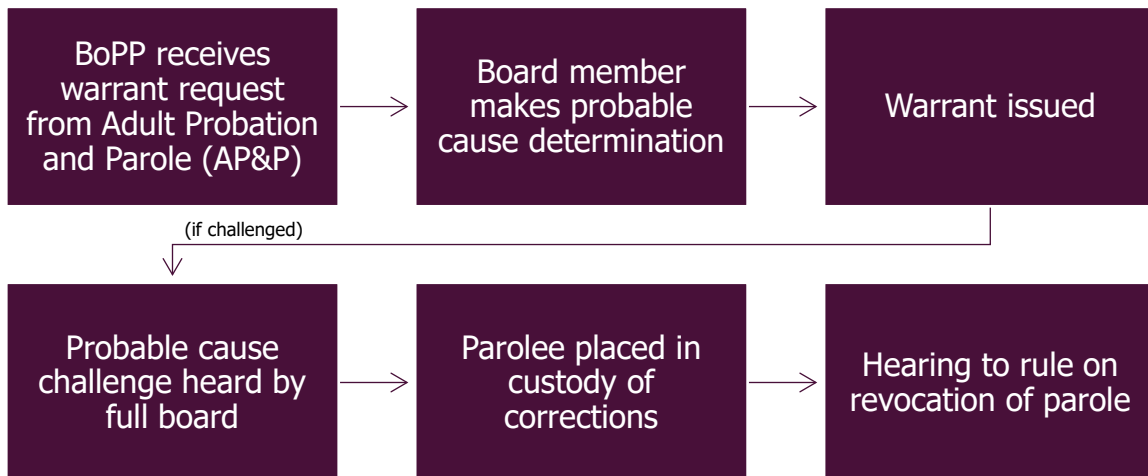 BoPP receives
warrant request
from Adult Probation
and Parole (AP&P)
Board member
makes probable
cause determination
Warrant issued
(if challenged)
Probable cause
challenge heard by
full board
Parolee placed in
custody of
corrections
Hearing to rule on
revocation of parole